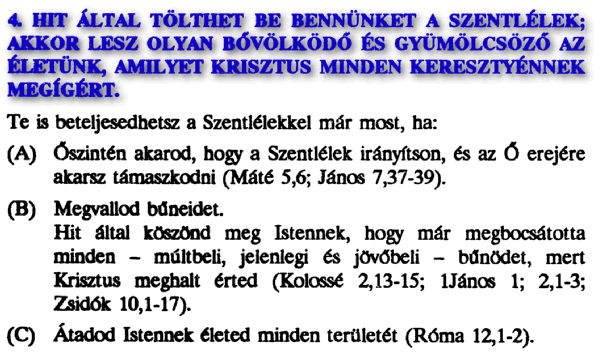 4. HIT ÁLTAL TÖLTHET BE BENNÜNKET A SZENTLÉLEK;
AKKOR LESZ OLYAN BŐVÖLKÖDŐ ÉS GYÜMÖLCSÖZŐ AZ
ÉLETÜNK, AMILYET KRISZTUS MINDEN KERESZTYÉNNEK
MEGÍGÉRT.
Te is beteljesedhetsz a Szentlélekkel már most, ha:
(A) Őszintén akarod, hogy a Szentlélek irányítson, és az Ő erejére
akarsz támaszkodni (Máté 5,6; János 7,37-39).
(B) Megvallod bűneidet.
Hit által köszönd meg Istennek, hogy már megbocsátotta
minden – múltbeli, jelenlegi és jövőbeli – bűnödet, mert
Krisztus meghalt érted (Kolossé 2,13-15; 1János 1; 2,1-3;
Zsidók 10,1-17).
(C) Átadod Istennek életed minden területét (Róma 12,1-2).